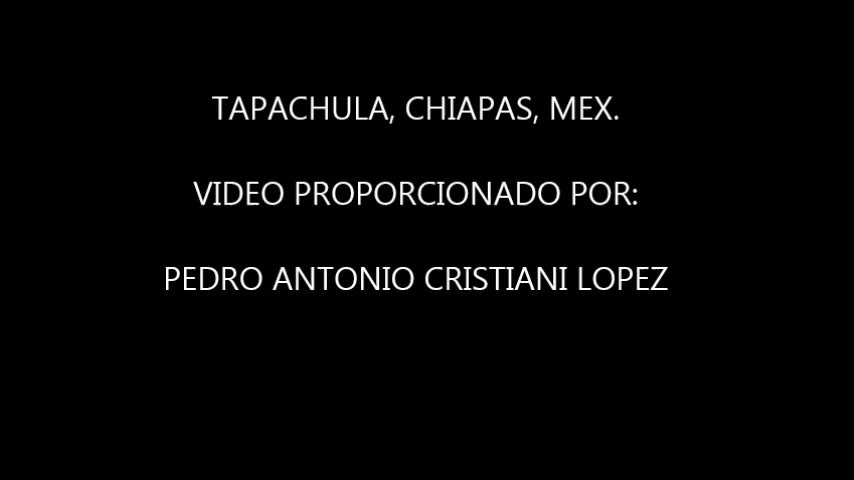 TAPACHULA, CHIAPAS, MEX.
VIDEO PROPORCIONADO POR:
PEDRO ANTONIO CRISTIANI LOPEZ